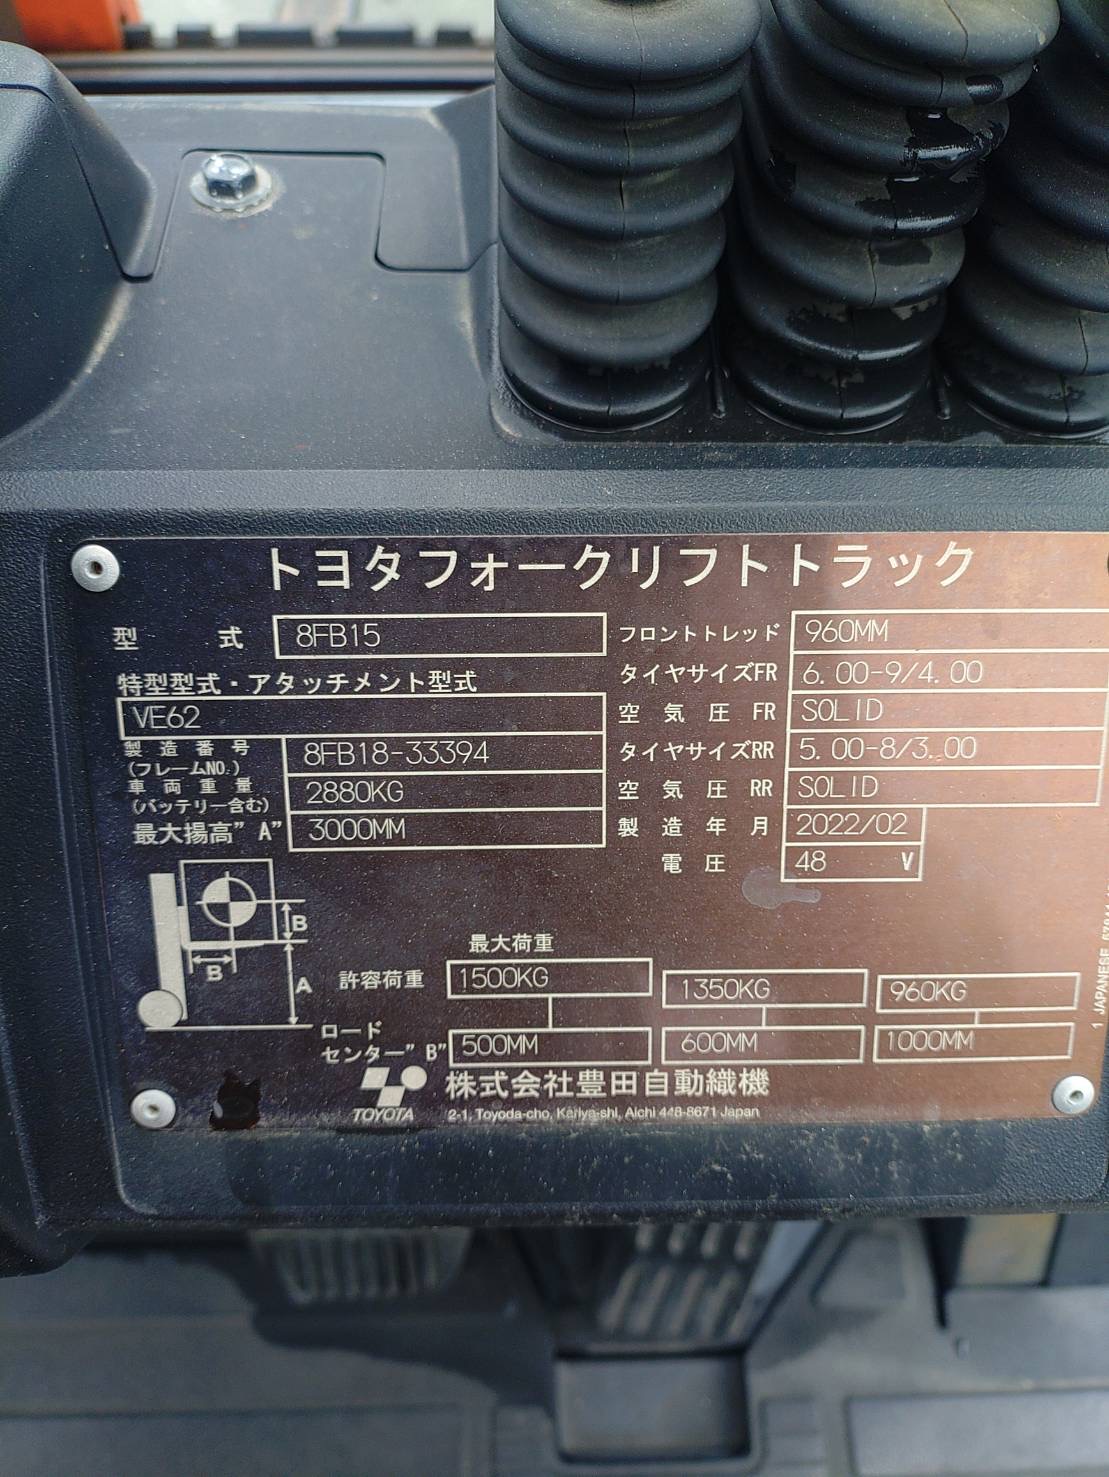 トヨタフォークリフトトラック
型 式 8FB15
特型型式・アタッチメント型式
VE62
製造番号 (フレームNO.) 8FB18-33394
車両重量 (バッテリー含む) 2880KG
最大揚高"A" 3000MM
フロントトレッド 960MM
タイヤサイズFR 6.00-9/4.00
空気圧 FR SOLID
タイヤサイズRR 5.00-8/3.00
空気圧 RR SOLID
製造年月 2022/02
電圧 48 V
B
B
A
最大荷重
許容荷重 1500KG 1350KG 960KG
ロードセンター"B" 500MM 600MM 1000MM
TOYOTA
株式会社豊田自動織機
2-1, Toyoda-cho, Kariya-shi, Aichi 448-8671 Japan
JAPANESE